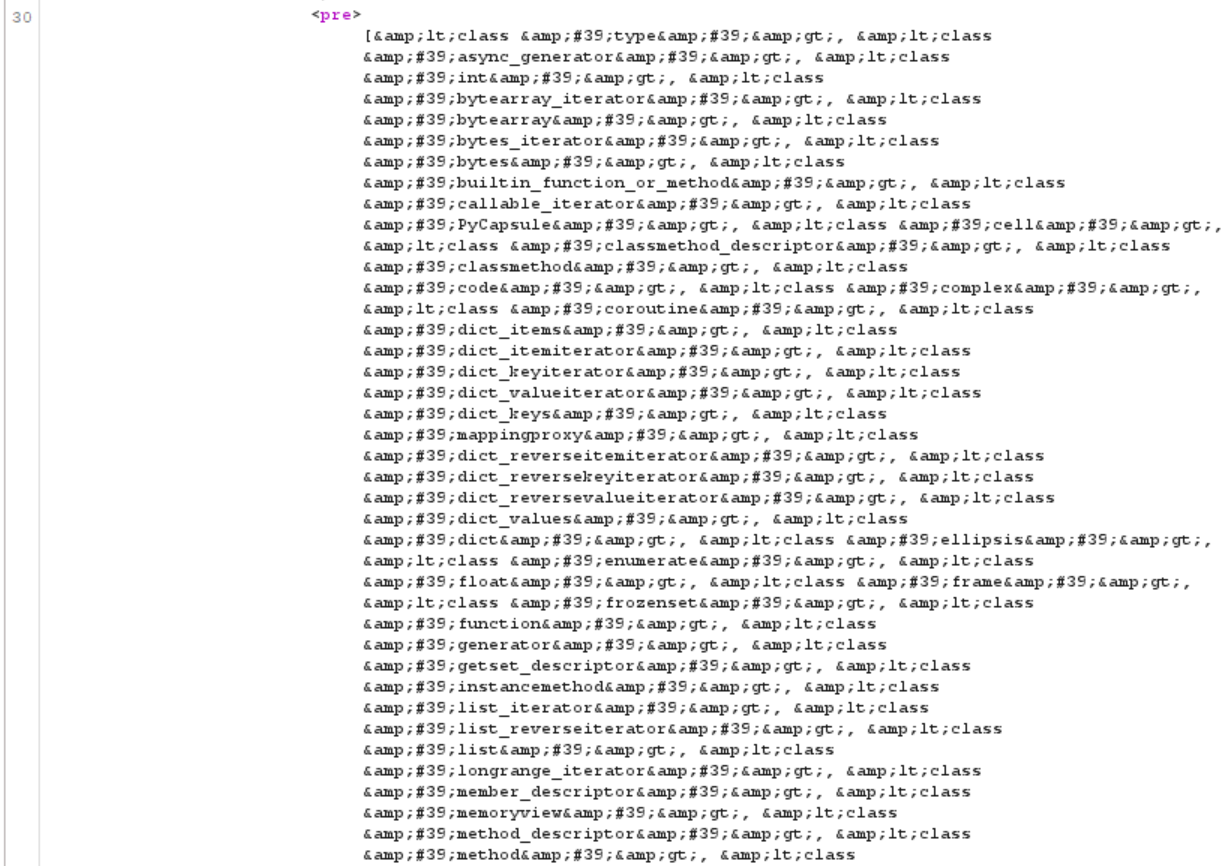 30 <pre>
[&amp;lt;class &amp;#39;type&amp;#39;&amp;gt;, &amp;lt;class
&amp;#39;async_generator&amp;#39;&amp;gt;, &amp;lt;class
&amp;#39;int&amp;#39;&amp;gt;, &amp;lt;class
&amp;#39;bytearray_iterator&amp;#39;&amp;gt;, &amp;lt;class
&amp;#39;bytearray&amp;#39;&amp;gt;, &amp;lt;class
&amp;#39;bytes_iterator&amp;#39;&amp;gt;, &amp;lt;class
&amp;#39;bytes&amp;#39;&amp;gt;, &amp;lt;class
&amp;#39;builtin_function_or_method&amp;#39;&amp;gt;, &amp;lt;class
&amp;#39;callable_iterator&amp;#39;&amp;gt;, &amp;lt;class
&amp;#39;PyCapsule&amp;#39;&amp;gt;, &amp;lt;class &amp;#39;cell&amp;#39;&amp;gt;,
&amp;lt;class &amp;#39;classmethod_descriptor&amp;#39;&amp;gt;, &amp;lt;class
&amp;#39;classmethod&amp;#39;&amp;gt;, &amp;lt;class
&amp;#39;code&amp;#39;&amp;gt;, &amp;lt;class &amp;#39;complex&amp;#39;&amp;gt;,
&amp;lt;class &amp;#39;coroutine&amp;#39;&amp;gt;, &amp;lt;class
&amp;#39;dict_items&amp;#39;&amp;gt;, &amp;lt;class
&amp;#39;dict_itemiterator&amp;#39;&amp;gt;, &amp;lt;class
&amp;#39;dict_keyiterator&amp;#39;&amp;gt;, &amp;lt;class
&amp;#39;dict_valueiterator&amp;#39;&amp;gt;, &amp;lt;class
&amp;#39;dict_keys&amp;#39;&amp;gt;, &amp;lt;class
&amp;#39;mappingproxy&amp;#39;&amp;gt;, &amp;lt;class
&amp;#39;dict_reverseitemiterator&amp;#39;&amp;gt;, &amp;lt;class
&amp;#39;dict_reversekeyiterator&amp;#39;&amp;gt;, &amp;lt;class
&amp;#39;dict_reversevalueiterator&amp;#39;&amp;gt;, &amp;lt;class
&amp;#39;dict_values&amp;#39;&amp;gt;, &amp;lt;class
&amp;#39;dict&amp;#39;&amp;gt;, &amp;lt;class &amp;#39;ellipsis&amp;#39;&amp;gt;,
&amp;lt;class &amp;#39;enumerate&amp;#39;&amp;gt;, &amp;lt;class
&amp;#39;float&amp;#39;&amp;gt;, &amp;lt;class &amp;#39;frame&amp;#39;&amp;gt;,
&amp;lt;class &amp;#39;frozenset&amp;#39;&amp;gt;, &amp;lt;class
&amp;#39;function&amp;#39;&amp;gt;, &amp;lt;class
&amp;#39;generator&amp;#39;&amp;gt;, &amp;lt;class
&amp;#39;getset_descriptor&amp;#39;&amp;gt;, &amp;lt;class
&amp;#39;instancemethod&amp;#39;&amp;gt;, &amp;lt;class
&amp;#39;list_iterator&amp;#39;&amp;gt;, &amp;lt;class
&amp;#39;list_reverseiterator&amp;#39;&amp;gt;, &amp;lt;class
&amp;#39;list&amp;#39;&amp;gt;, &amp;lt;class
&amp;#39;longrange_iterator&amp;#39;&amp;gt;, &amp;lt;class
&amp;#39;member_descriptor&amp;#39;&amp;gt;, &amp;lt;class
&amp;#39;memoryview&amp;#39;&amp;gt;, &amp;lt;class
&amp;#39;method_descriptor&amp;#39;&amp;gt;, &amp;lt;class
&amp;#39;method&amp;#39;&amp;gt;, &amp;lt;class